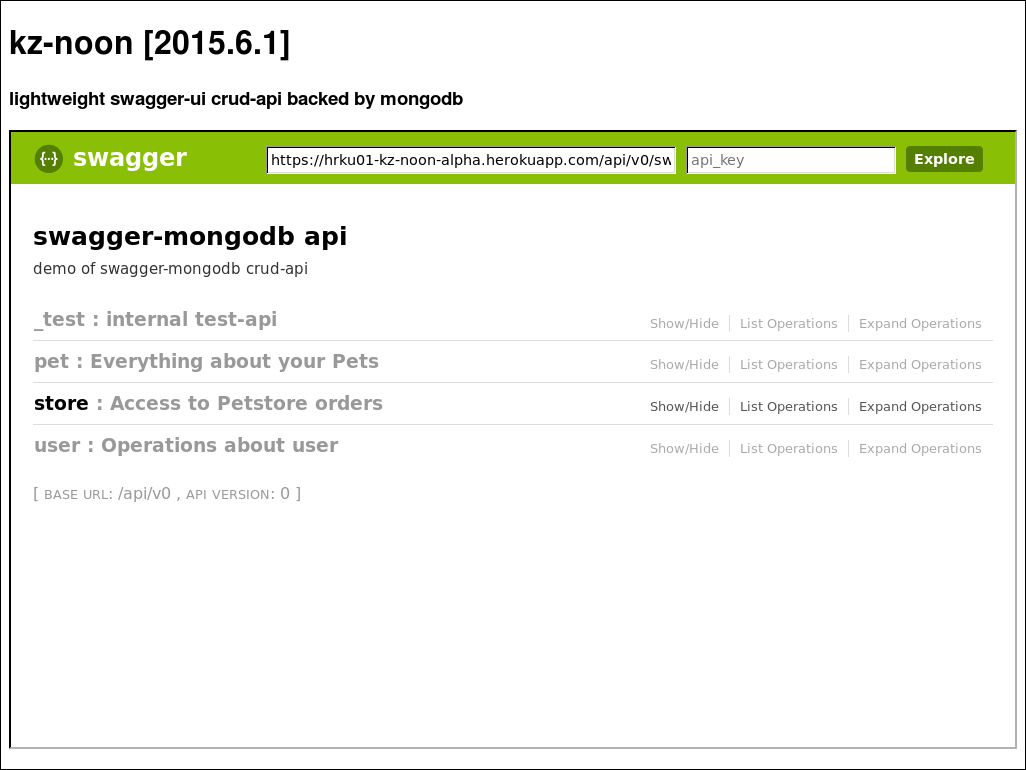 kz-noon [2015.6.1]
lightweight swagger-ui crud-api backed by mongodb
{···} swagger https://hrku01-kz-noon-alpha.herokuapp.com/api/v0/sw api_key Explore
swagger-mongodb api
demo of swagger-mongodb crud-api
_test : internal test-api Show/Hide List Operations Expand Operations
pet : Everything about your Pets Show/Hide List Operations Expand Operations
store : Access to Petstore orders Show/Hide List Operations Expand Operations
user : Operations about user Show/Hide List Operations Expand Operations
[ BASE URL: /api/v0 , API VERSION: 0 ]